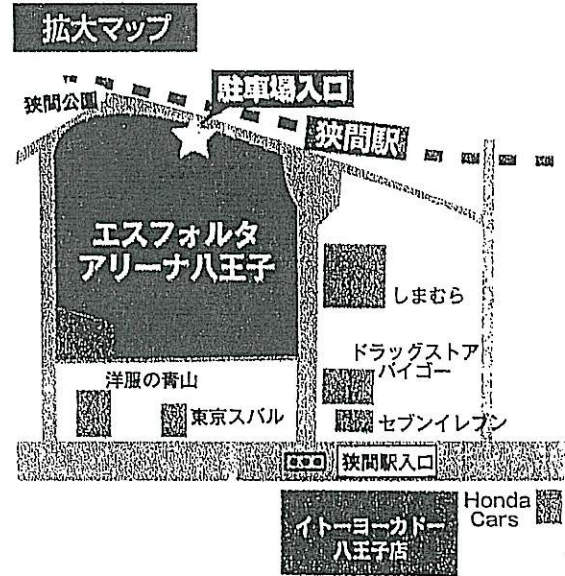 拡大マップ
狭間公園
駐車場入口
狭間駅
エスフォルタ
アリーナ八王子
しまむら
ドラッグストア
バイゴー
洋服の青山
東京スバル
セブンイレブン
狭間駅入口
イトーヨーカドー
八王子店
Honda
Cars